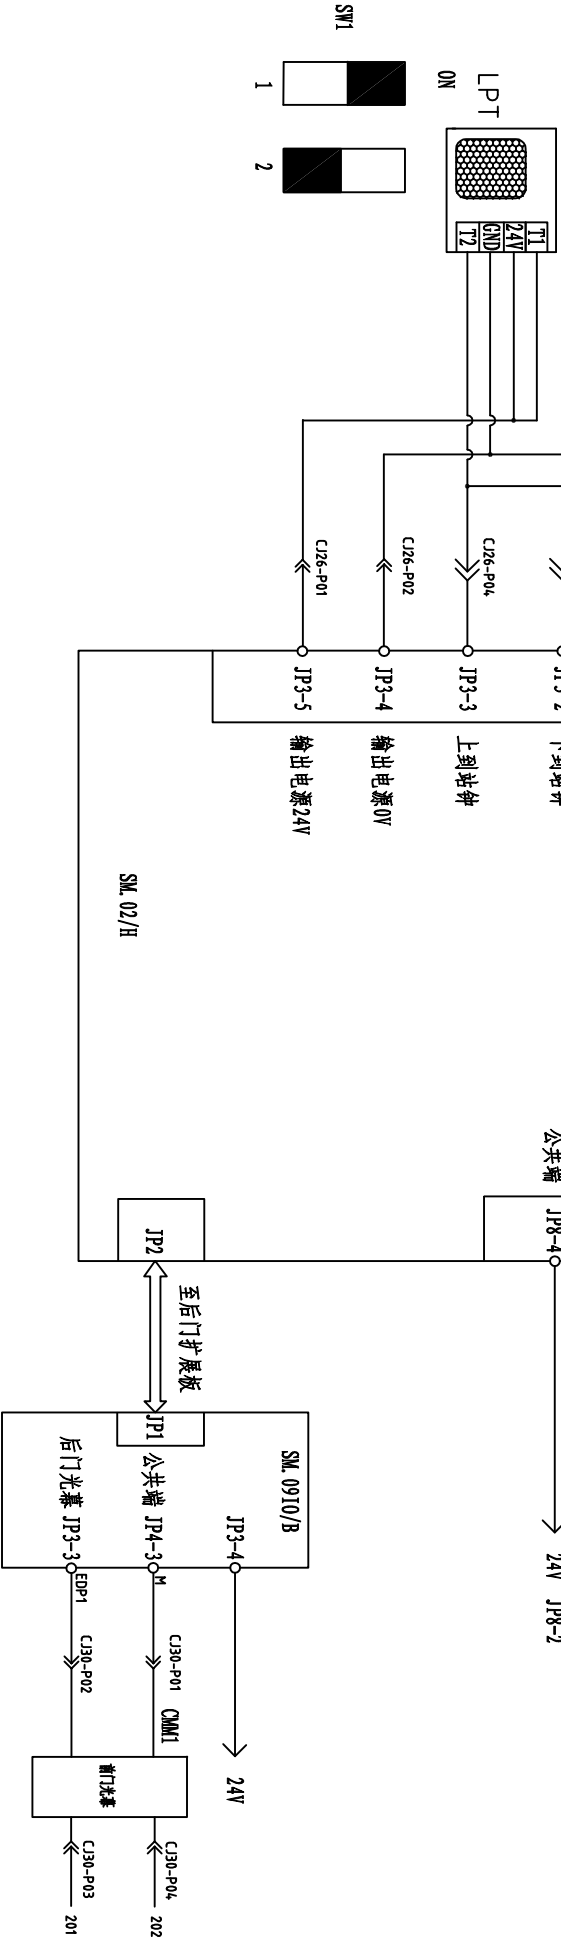 SW1
ON
1
2
LPT
T1
24V
GND
T2
CJ26-P01
CJ26-P02
CJ26-P04
JP3-5
JP3-4
JP3-3
输出电源24V
输出电源0V
上到站钟
SM.02/H
公共端
JP8-4
24V JP8-2
JP2
至后门扩展板
JP1
SM.09IO/B
JP3-4
公共端 JP4-3
后门光幕 JP3-3
M
EDP1
CJ30-P01
CJ30-P02
CMM1
24V
前门光幕
CJ30-P04
CJ30-P03
202
201